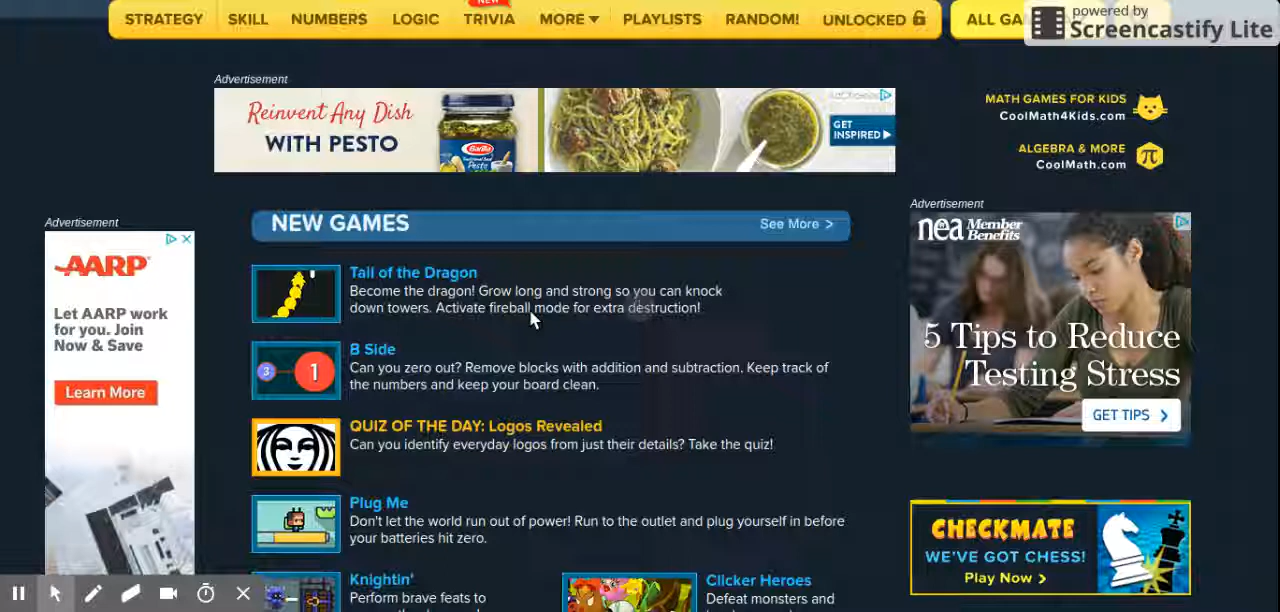 STRATEGY SKILL NUMBERS LOGIC TRIVIA MORE PLAYLISTS RANDOM! UNLOCKED ALL GA
NEW
powered by
Screencastify Lite
Advertisement
Reinvent Any Dish
WITH PESTO
Barilla
Pesto
GET
INSPIRED
MATH GAMES FOR KIDS
CoolMath4Kids.com
ALGEBRA & MORE
CoolMath.com
Advertisement
AARP
Let AARP work
for you. Join
Now & Save
Learn More
NEW GAMES
See More >
Tail of the Dragon
Become the dragon! Grow long and strong so you can knock
down towers. Activate fireball mode for extra destruction!
3 1
B Side
Can you zero out? Remove blocks with addition and subtraction. Keep track of
the numbers and keep your board clean.
QUIZ OF THE DAY: Logos Revealed
Can you identify everyday logos from just their details? Take the quiz!
Plug Me
Don't let the world run out of power! Run to the outlet and plug yourself in before
your batteries hit zero.
Knightin'
Perform brave feats to
Clicker Heroes
Defeat monsters and
Advertisement
nea Member
Benefits
5 Tips to Reduce
Testing Stress
GET TIPS >
CHECKMATE
WE'VE GOT CHESS!
Play Now >